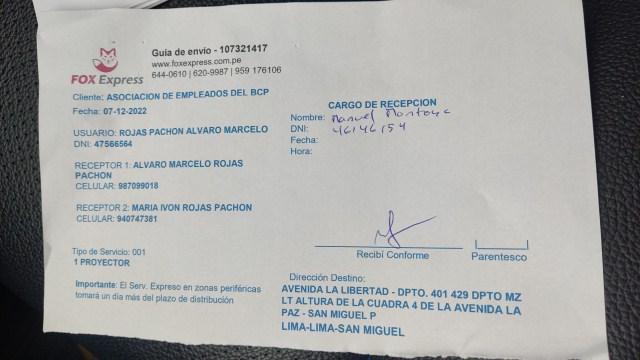 FOX Express
Guia de envio - 107321417
www.foxexpress.com.pe
644-0610 | 620-9987 | 959 176106
Cliente: ASOCIACION DE EMPLEADOS DEL BCP
Fecha: 07-12-2022
USUARIO: ROJAS PACHON ALVARO MARCELO
DNI: 47566564
RECEPTOR 1: ALVARO MARCELO ROJAS
PACHON
CELULAR: 987099018
RECEPTOR 2: MARIA IVON ROJAS PACHON
CELULAR: 940747381
Tipo de Servicio: 001
1 PROYECTOR
Importante: El Serv. Expreso en zonas periféricas
tomará un día más del plazo de distribución
CARGO DE RECEPCION
Nombre: Manuel Montoya
DNI: 46146154
Fecha:
Hora:
Recibí Conforme
Parentesco
Dirección Destino:
AVENIDA LA LIBERTAD - DPTO. 401 429 DPTO MZ
LT ALTURA DE LA CUADRA 4 DE LA AVENIDA LA
PAZ - SAN MIGUEL P
LIMA-LIMA-SAN MIGUEL